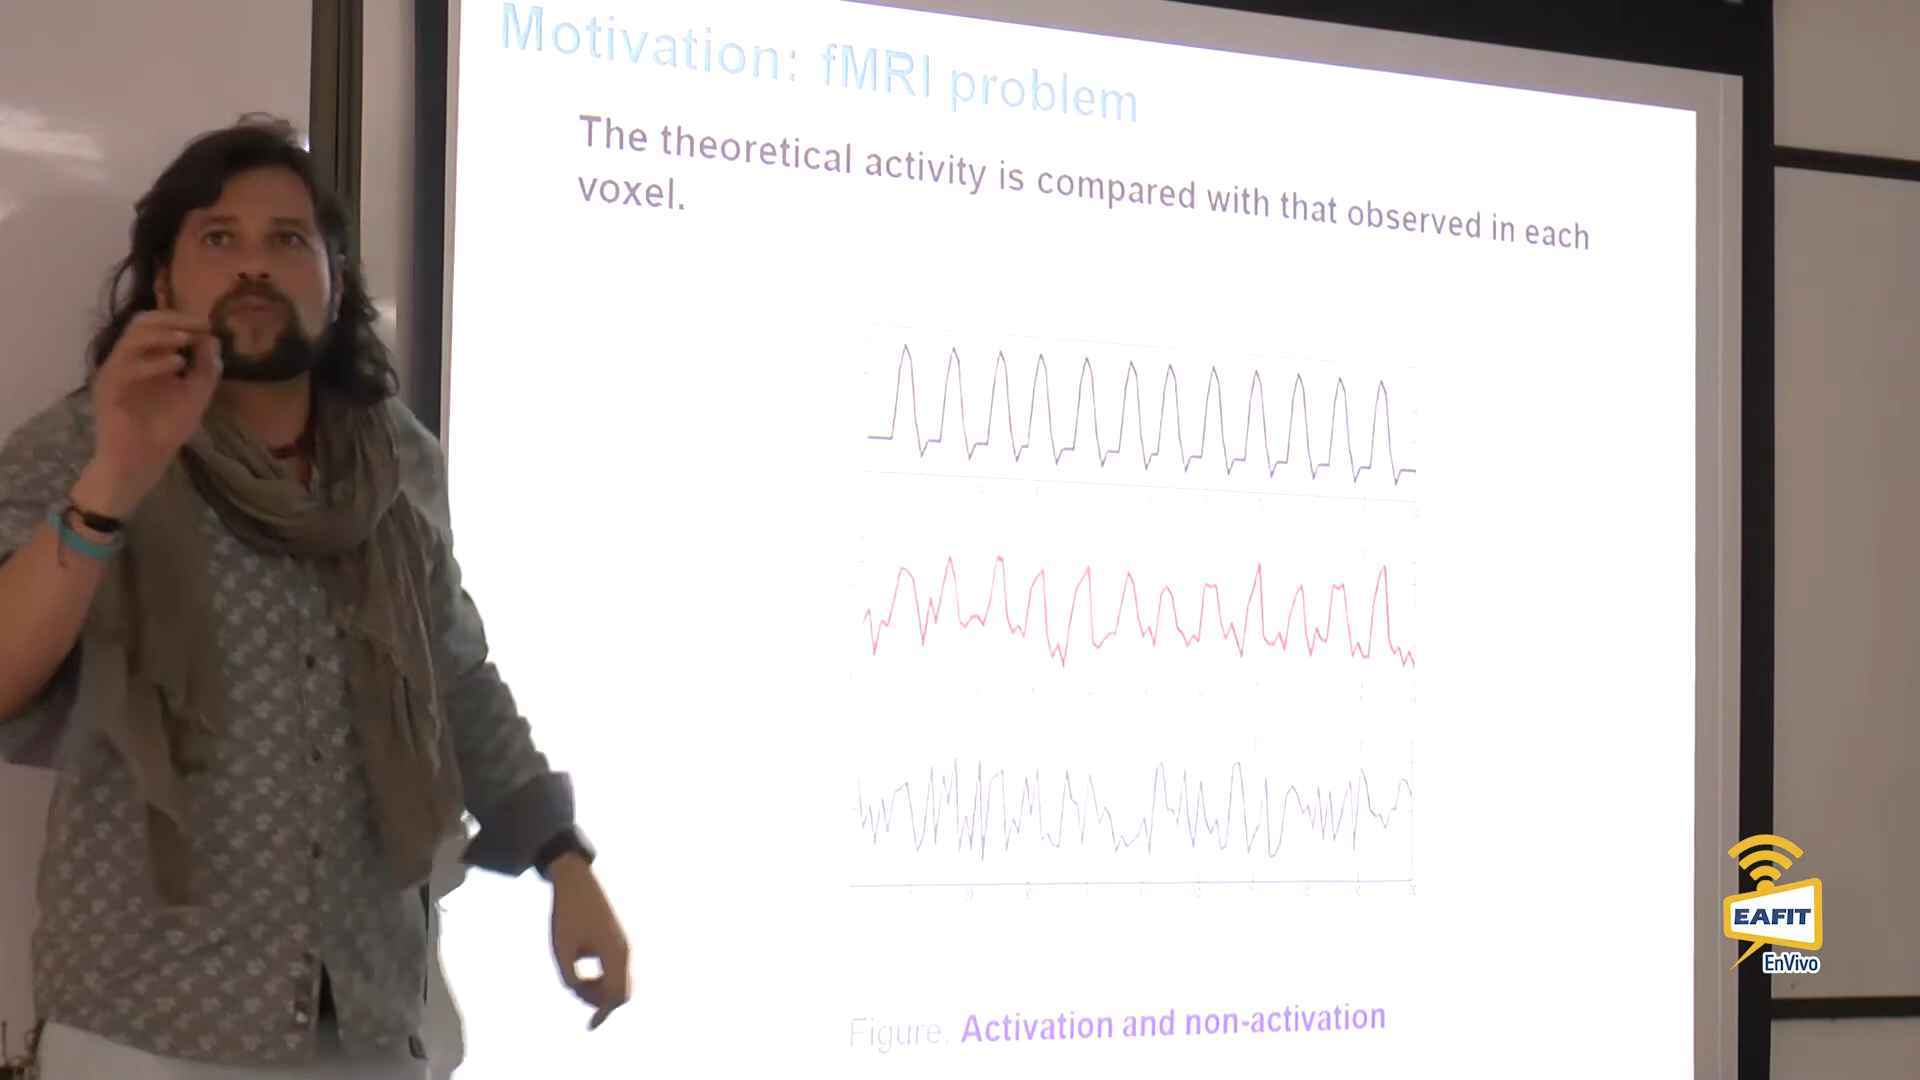 Motivation: fMRI problem
The theoretical activity is compared with that observed in each
voxel.
Figure. Activation and non-activation
EAFIT
EnVivo